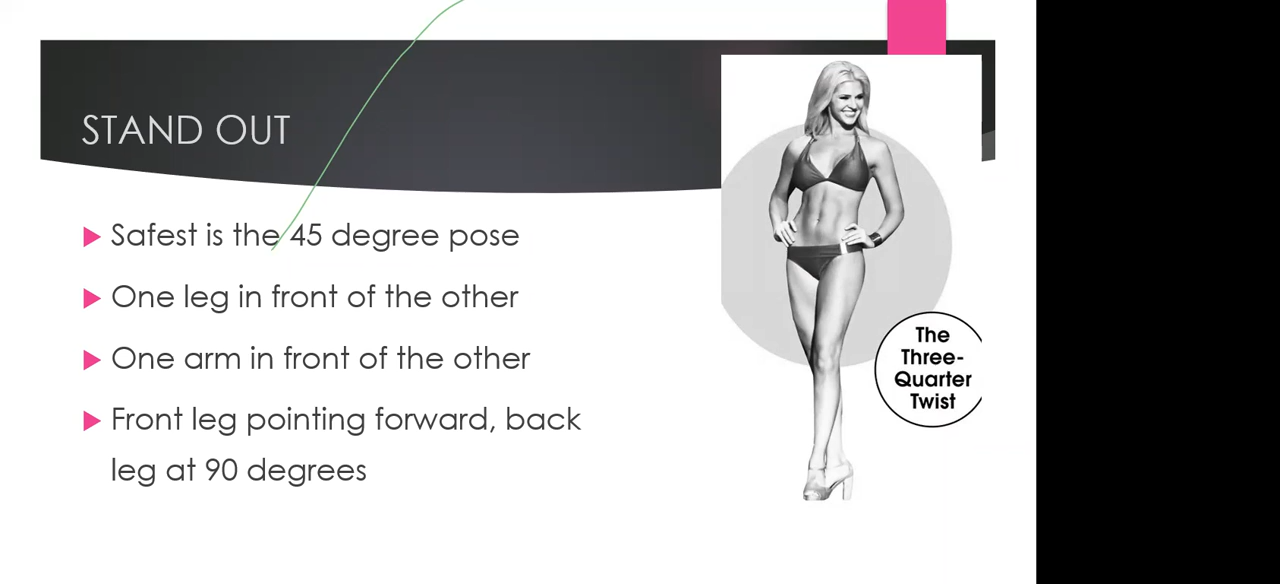 STAND OUT
Safest is the 45 degree pose
One leg in front of the other
One arm in front of the other
Front leg pointing forward, back
leg at 90 degrees
The
Three-
Quarter
Twist